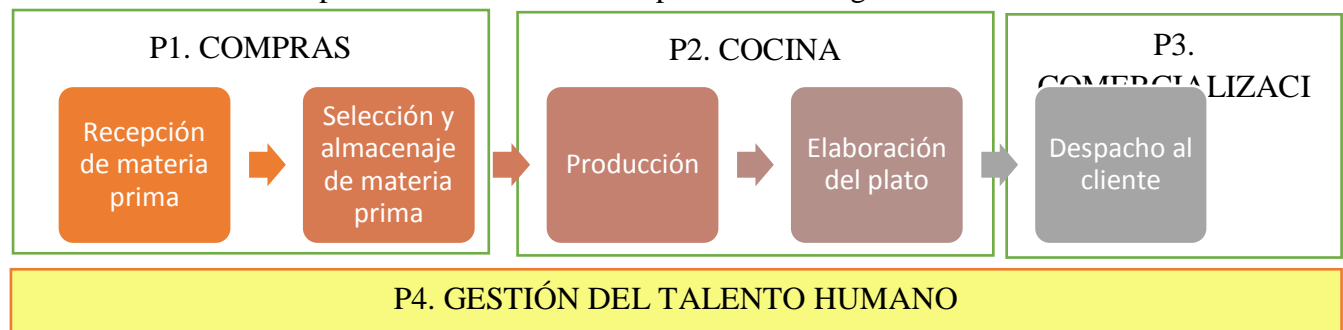 P1. COMPRAS
Recepción
de materia
prima
Selección y
almacenaje
de materia
prima
P2. COCINA
Producción
Elaboración
del plato
P3.
COMERCIALIZACI
Despacho al
cliente
P4. GESTIÓN DEL TALENTO HUMANO